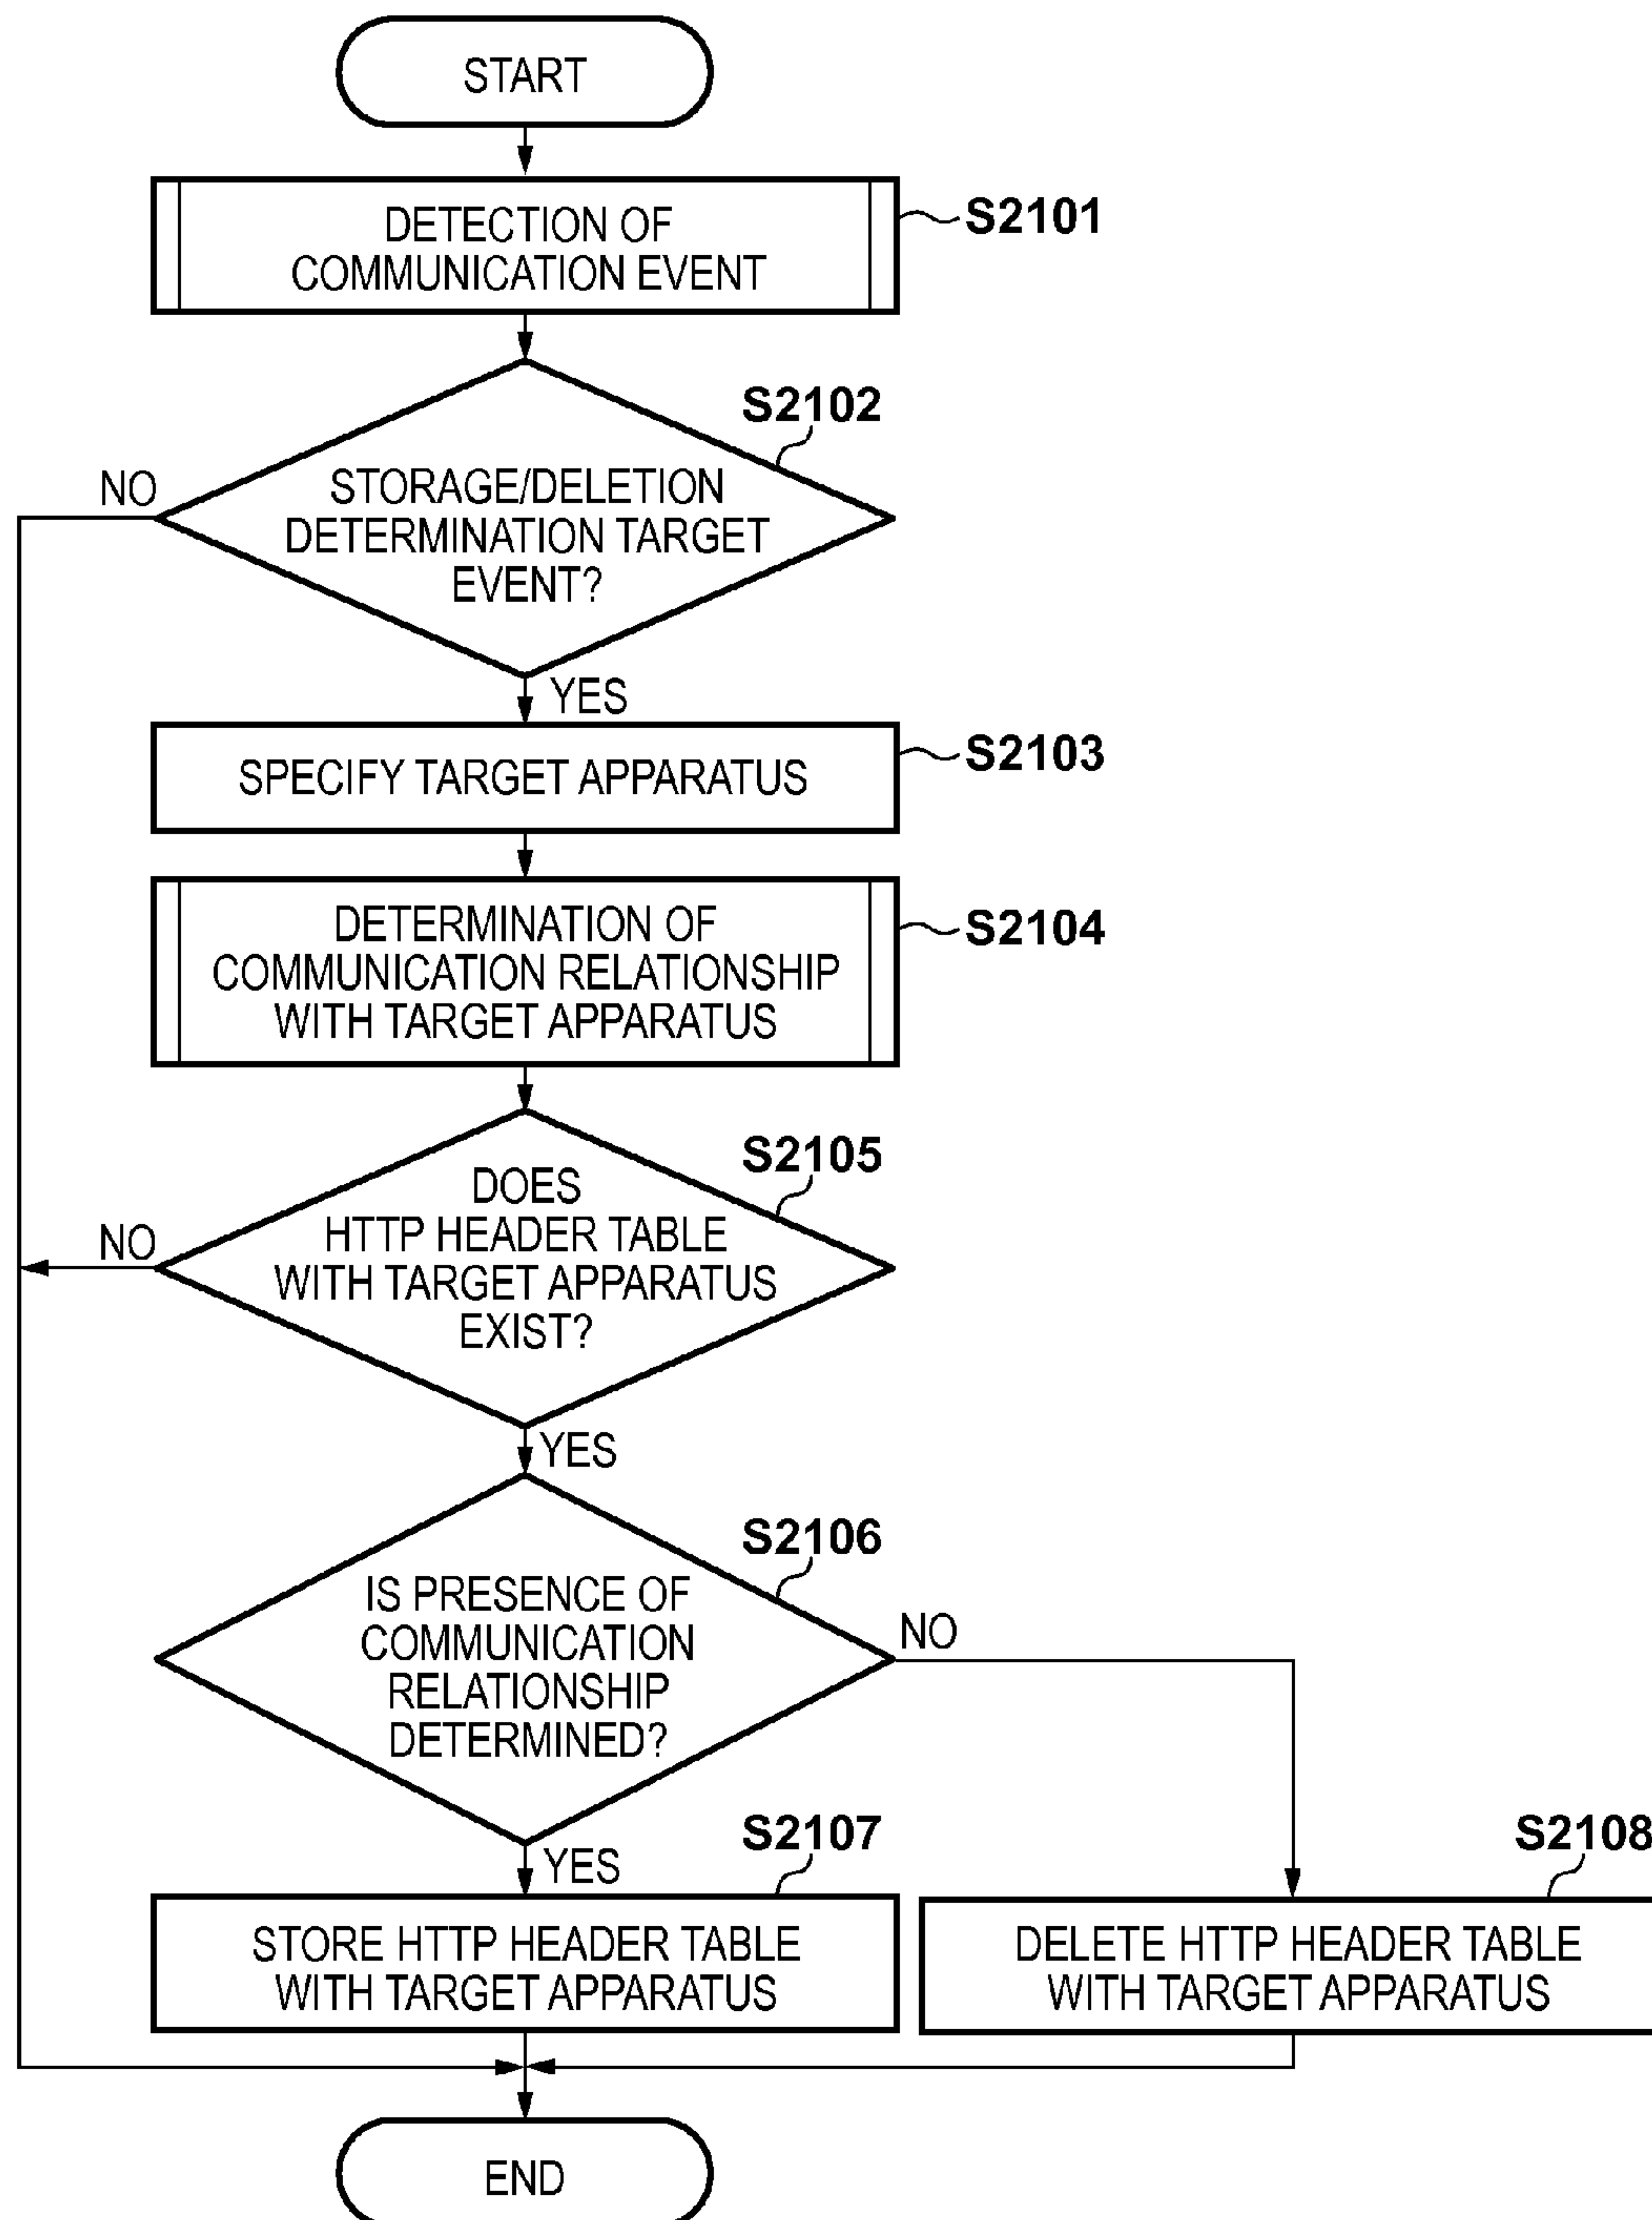 START
DETECTION OF
COMMUNICATION EVENT
S2101
S2102
STORAGE/DELETION
DETERMINATION TARGET
EVENT?
NO
YES
SPECIFY TARGET APPARATUS
S2103
DETERMINATION OF
COMMUNICATION RELATIONSHIP
WITH TARGET APPARATUS
S2104
S2105
DOES
HTTP HEADER TABLE
WITH TARGET APPARATUS
EXIST?
NO
YES
S2106
IS PRESENCE OF
COMMUNICATION
RELATIONSHIP
DETERMINED?
NO
YES
S2107
STORE HTTP HEADER TABLE
WITH TARGET APPARATUS
S2108
DELETE HTTP HEADER TABLE
WITH TARGET APPARATUS
END